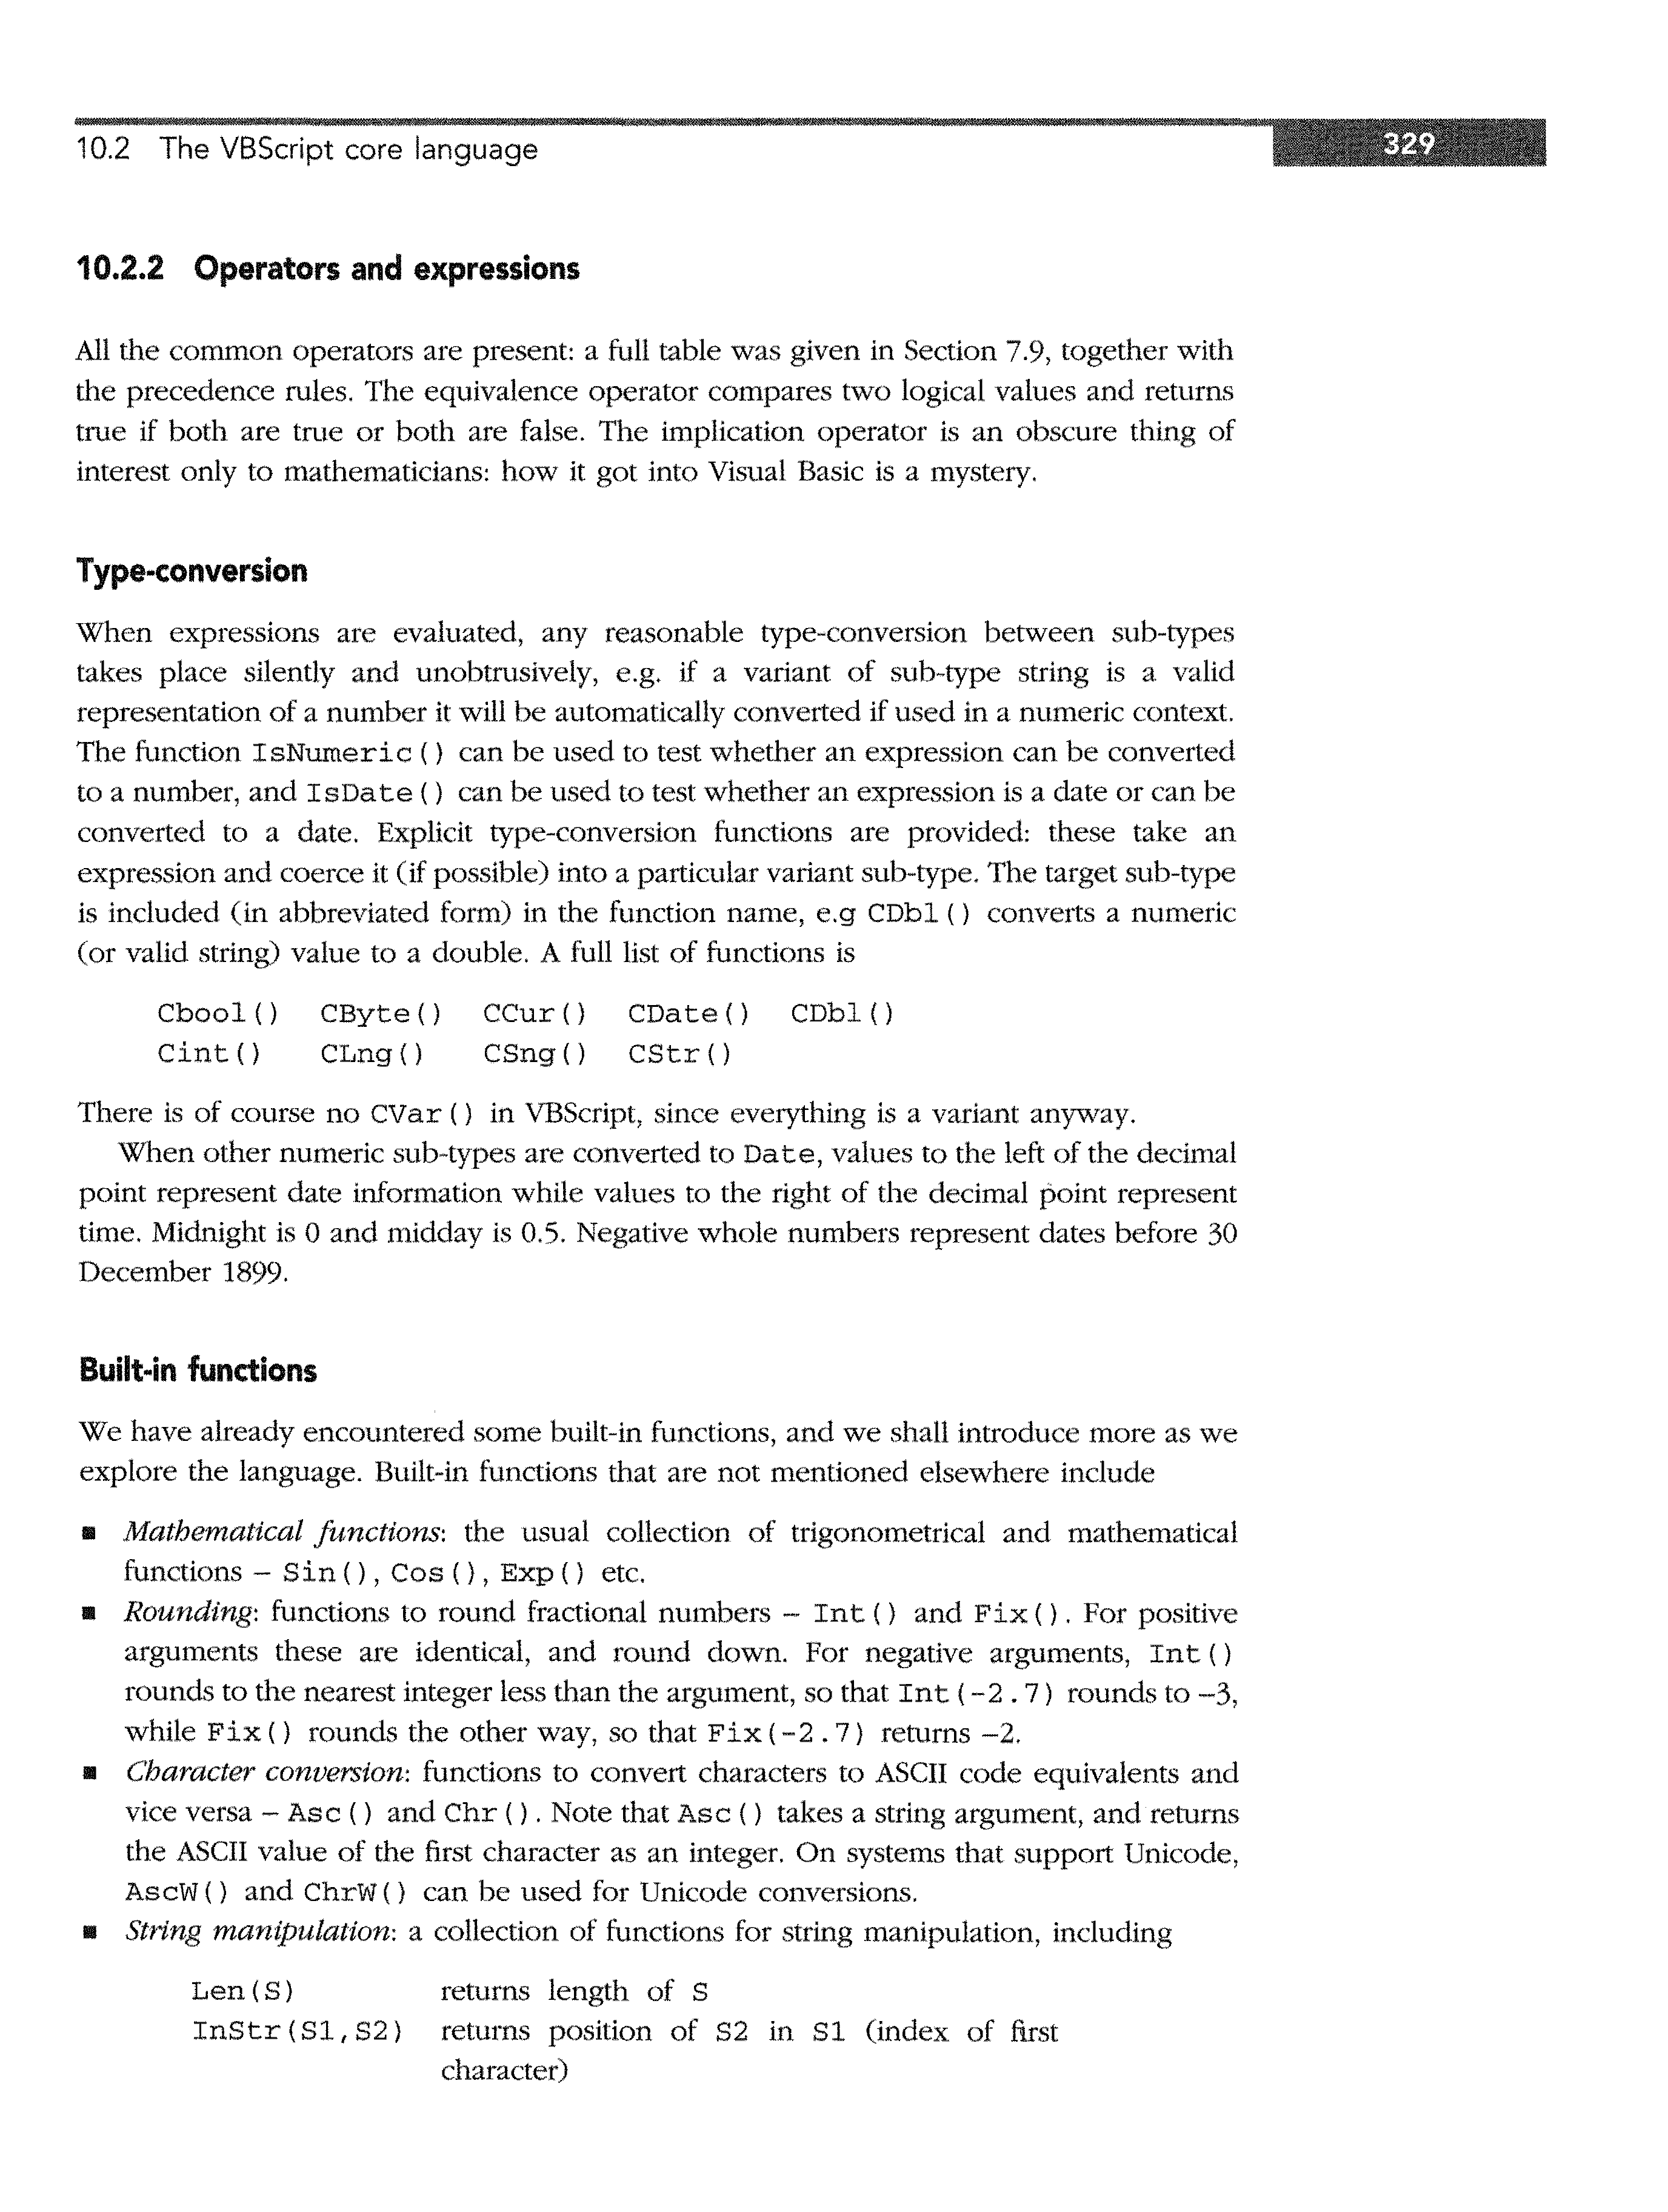 10.2 The VBScript core language
329
10.2.2 Operators and expressions
All the common operators are present: a full table was given in Section 7.9, together with
the precedence rules. The equivalence operator compares two logical values and returns
true if both are true or both are false. The implication operator is an obscure thing of
interest only to mathematicians: how it got into Visual Basic is a mystery.
Type-conversion
When expressions are evaluated, any reasonable type-conversion between sub-types
takes place silently and unobtrusively, e.g. if a variant of sub-type string is a valid
representation of a number it will be automatically converted if used in a numeric context.
The function IsNumeric() can be used to test whether an expression can be converted
to a number, and IsDate() can be used to test whether an expression is a date or can be
converted to a date. Explicit type-conversion functions are provided: these take an
expression and coerce it (if possible) into a particular variant sub-type. The target sub-type
is included (in abbreviated form) in the function name, e.g CDbl() converts a numeric
(or valid string) value to a double. A full list of functions is
Cbool() CByte() CCur() CDate() CDbl()
Cint() CLng() CSng() CStr()
There is of course no CVar() in VBScript, since everything is a variant anyway.
When other numeric sub-types are converted to Date, values to the left of the decimal
point represent date information while values to the right of the decimal point represent
time. Midnight is 0 and midday is 0.5. Negative whole numbers represent dates before 30
December 1899.
Built-in functions
We have already encountered some built-in functions, and we shall introduce more as we
explore the language. Built-in functions that are not mentioned elsewhere include
■ Mathematical functions: the usual collection of trigonometrical and mathematical
functions – Sin(), Cos(), Exp() etc.
■ Rounding: functions to round fractional numbers – Int() and Fix(). For positive
arguments these are identical, and round down. For negative arguments, Int()
rounds to the nearest integer less than the argument, so that Int(-2.7) rounds to –3,
while Fix() rounds the other way, so that Fix(-2.7) returns –2.
■ Character conversion: functions to convert characters to ASCII code equivalents and
vice versa – Asc() and Chr(). Note that Asc() takes a string argument, and returns
the ASCII value of the first character as an integer. On systems that support Unicode,
AscW() and ChrW() can be used for Unicode conversions.
■ String manipulation: a collection of functions for string manipulation, including
Len(S) returns length of S
InStr(S1,S2) returns position of S2 in S1 (index of first
character)